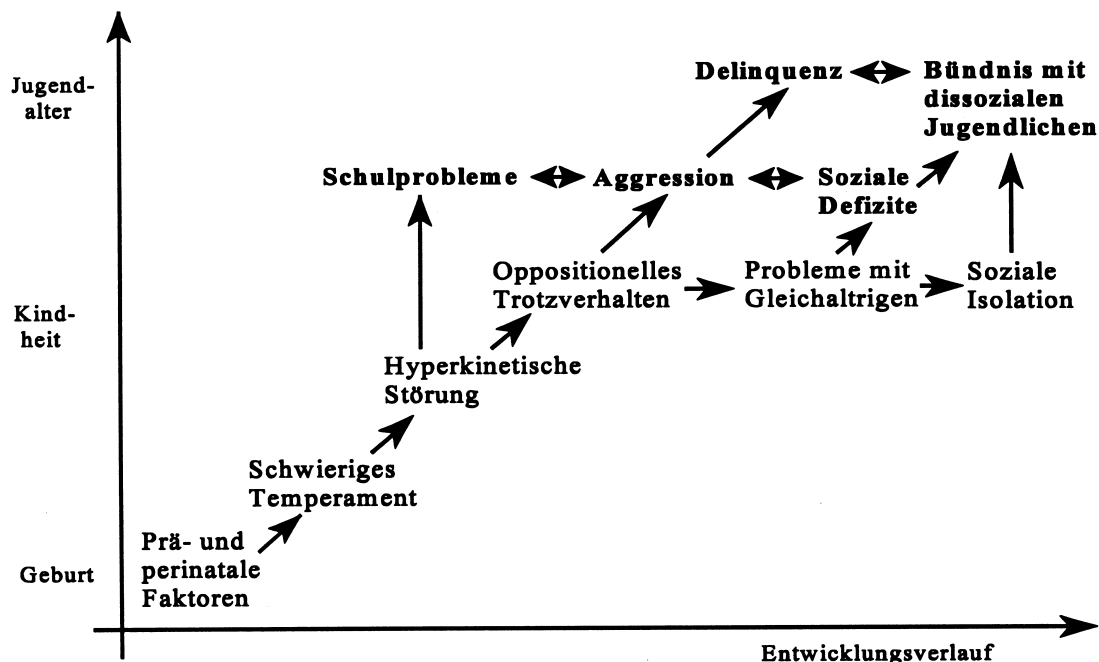 Jugend-
alter
Delinquenz
Bündnis mit
dissozialen
Jugendlichen
Schulprobleme
Aggression
Soziale
Defizite
Oppositionelles
Trotzverhalten
Probleme mit
Gleichaltrigen
Soziale
Isolation
Kind-
heit
Hyperkinetische
Störung
Schwieriges
Temperament
Prä- und
perinatale
Faktoren
Geburt
Entwicklungsverlauf